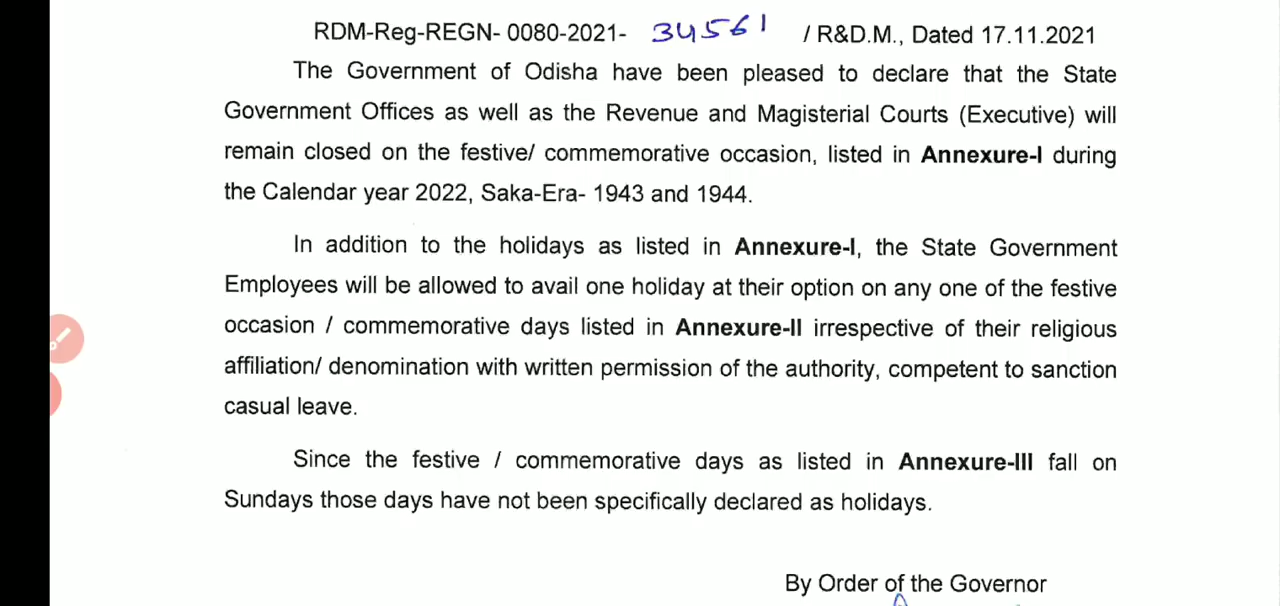 RDM-Reg-REGN- 0080-2021- 34561 / R&D.M., Dated 17.11.2021
The Government of Odisha have been pleased to declare that the State
Government Offices as well as the Revenue and Magisterial Courts (Executive) will
remain closed on the festive/ commemorative occasion, listed in Annexure-I during
the Calendar year 2022, Saka-Era- 1943 and 1944.
In addition to the holidays as listed in Annexure-I, the State Government
Employees will be allowed to avail one holiday at their option on any one of the festive
occasion / commemorative days listed in Annexure-II irrespective of their religious
affiliation/ denomination with written permission of the authority, competent to sanction
casual leave.
Since the festive / commemorative days as listed in Annexure-III fall on
Sundays those days have not been specifically declared as holidays.
By Order of the Governor